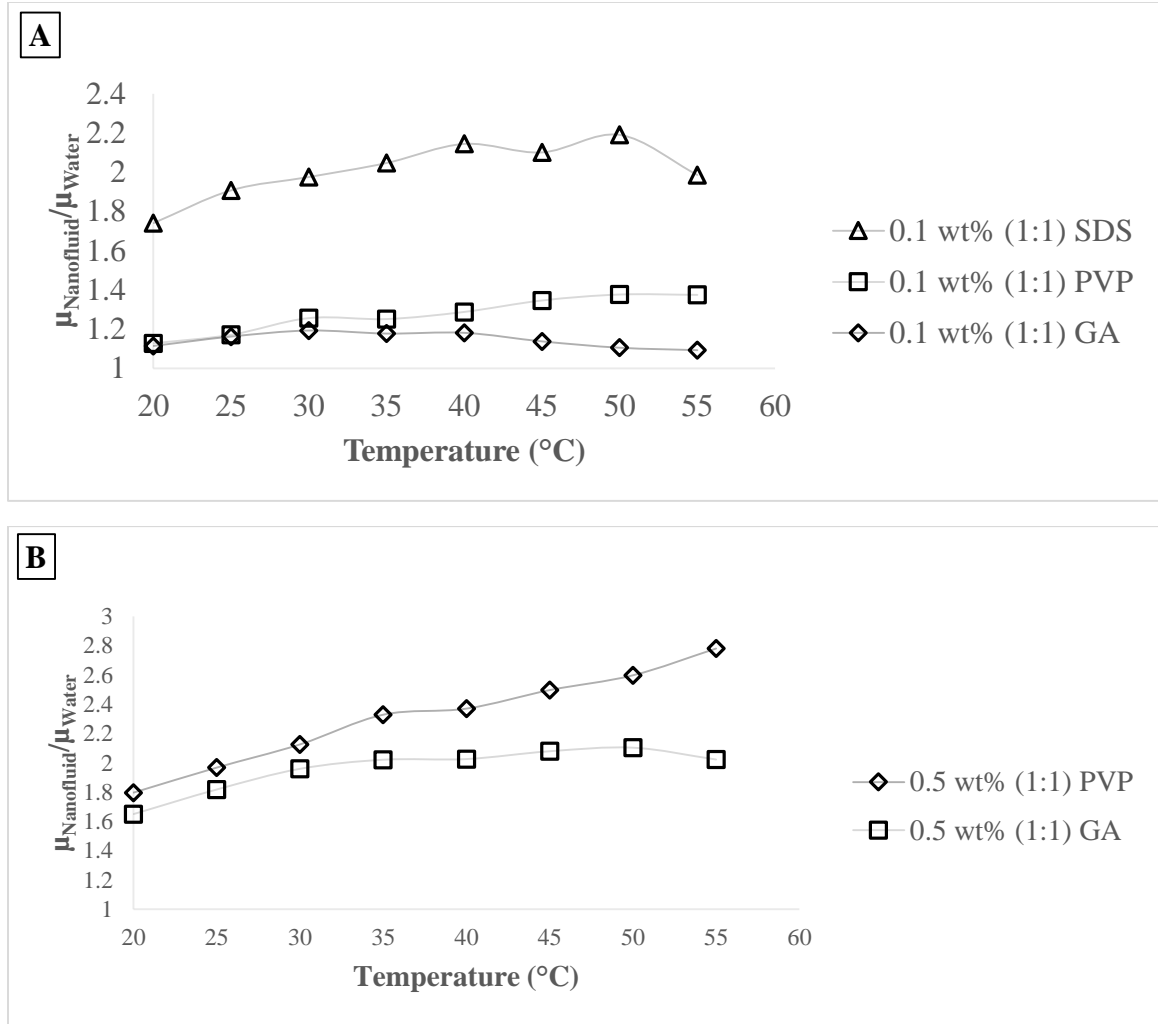 A
2.4
2.2
2
1.8
1.6
1.4
1.2
1
μNanofluid/μWater
20 25 30 35 40 45 50 55 60
Temperature (°C)
0.1 wt% (1:1) SDS
0.1 wt% (1:1) PVP
0.1 wt% (1:1) GA
B
3
2.8
2.6
2.4
2.2
2
1.8
1.6
1.4
1.2
1
μNanofluid/μWater
20 25 30 35 40 45 50 55 60
Temperature (°C)
0.5 wt% (1:1) PVP
0.5 wt% (1:1) GA